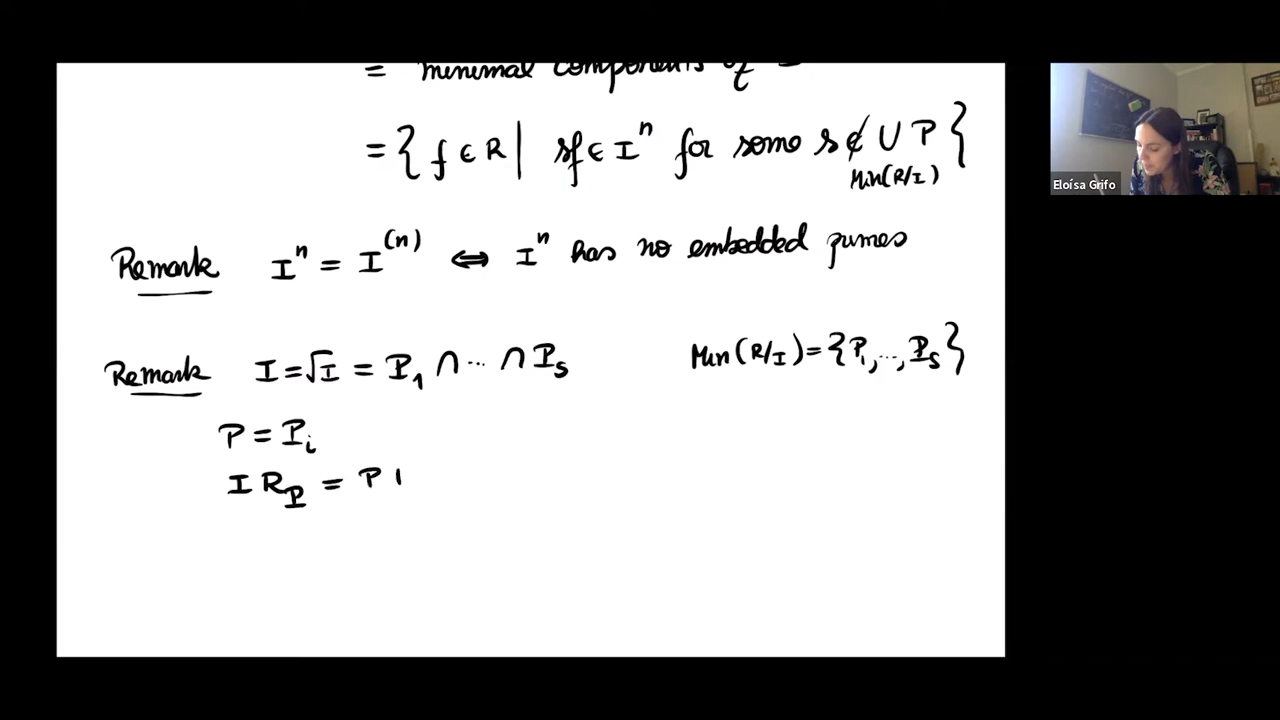 = minimal components of
= { f ∈ R | sf ∈ I^n for some s ∉ ∪ P }
Min(R/I)
Eloísa Grifo
Remark I^n = I^(n) ⇔ I^n has no embedded primes
Remark I = √I = P_1 ∩ ... ∩ P_s Min(R/I) = { P_1, ..., P_s }
P = P_i
I R_P = P